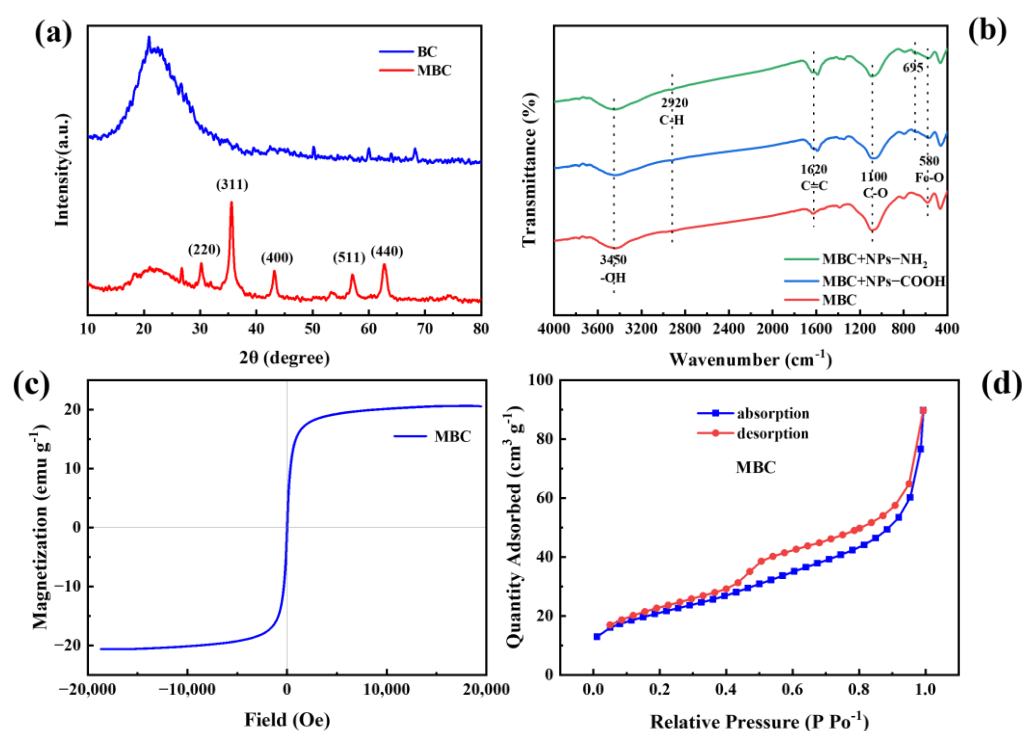 (a)
BC
MBC
(311)
(220)
(400)
(511)
(440)
Intensity(a.u.)
10 20 30 40 50 60 70 80
2θ (degree)
(b)
695
2920
C-H
1620
C=C
1100
C-O
580
Fe-O
3450
-OH
MBC+NPs−NH₂
MBC+NPs−COOH
MBC
Transmittance (%)
4000 3600 2800 2000 1600 1200 800 400
Wavenumber (cm⁻¹)
(c)
MBC
20
10
0
−10
−20
Magnetization (emu g⁻¹)
−20,000 −10,000 0 10,000 20,000
Field (Oe)
(d)
absorption
desorption
MBC
100
80
60
40
20
0
Quantity Adsorbed (cm³ g⁻¹)
0.0 0.2 0.4 0.6 0.8 1.0
Relative Pressure (P Po⁻¹)